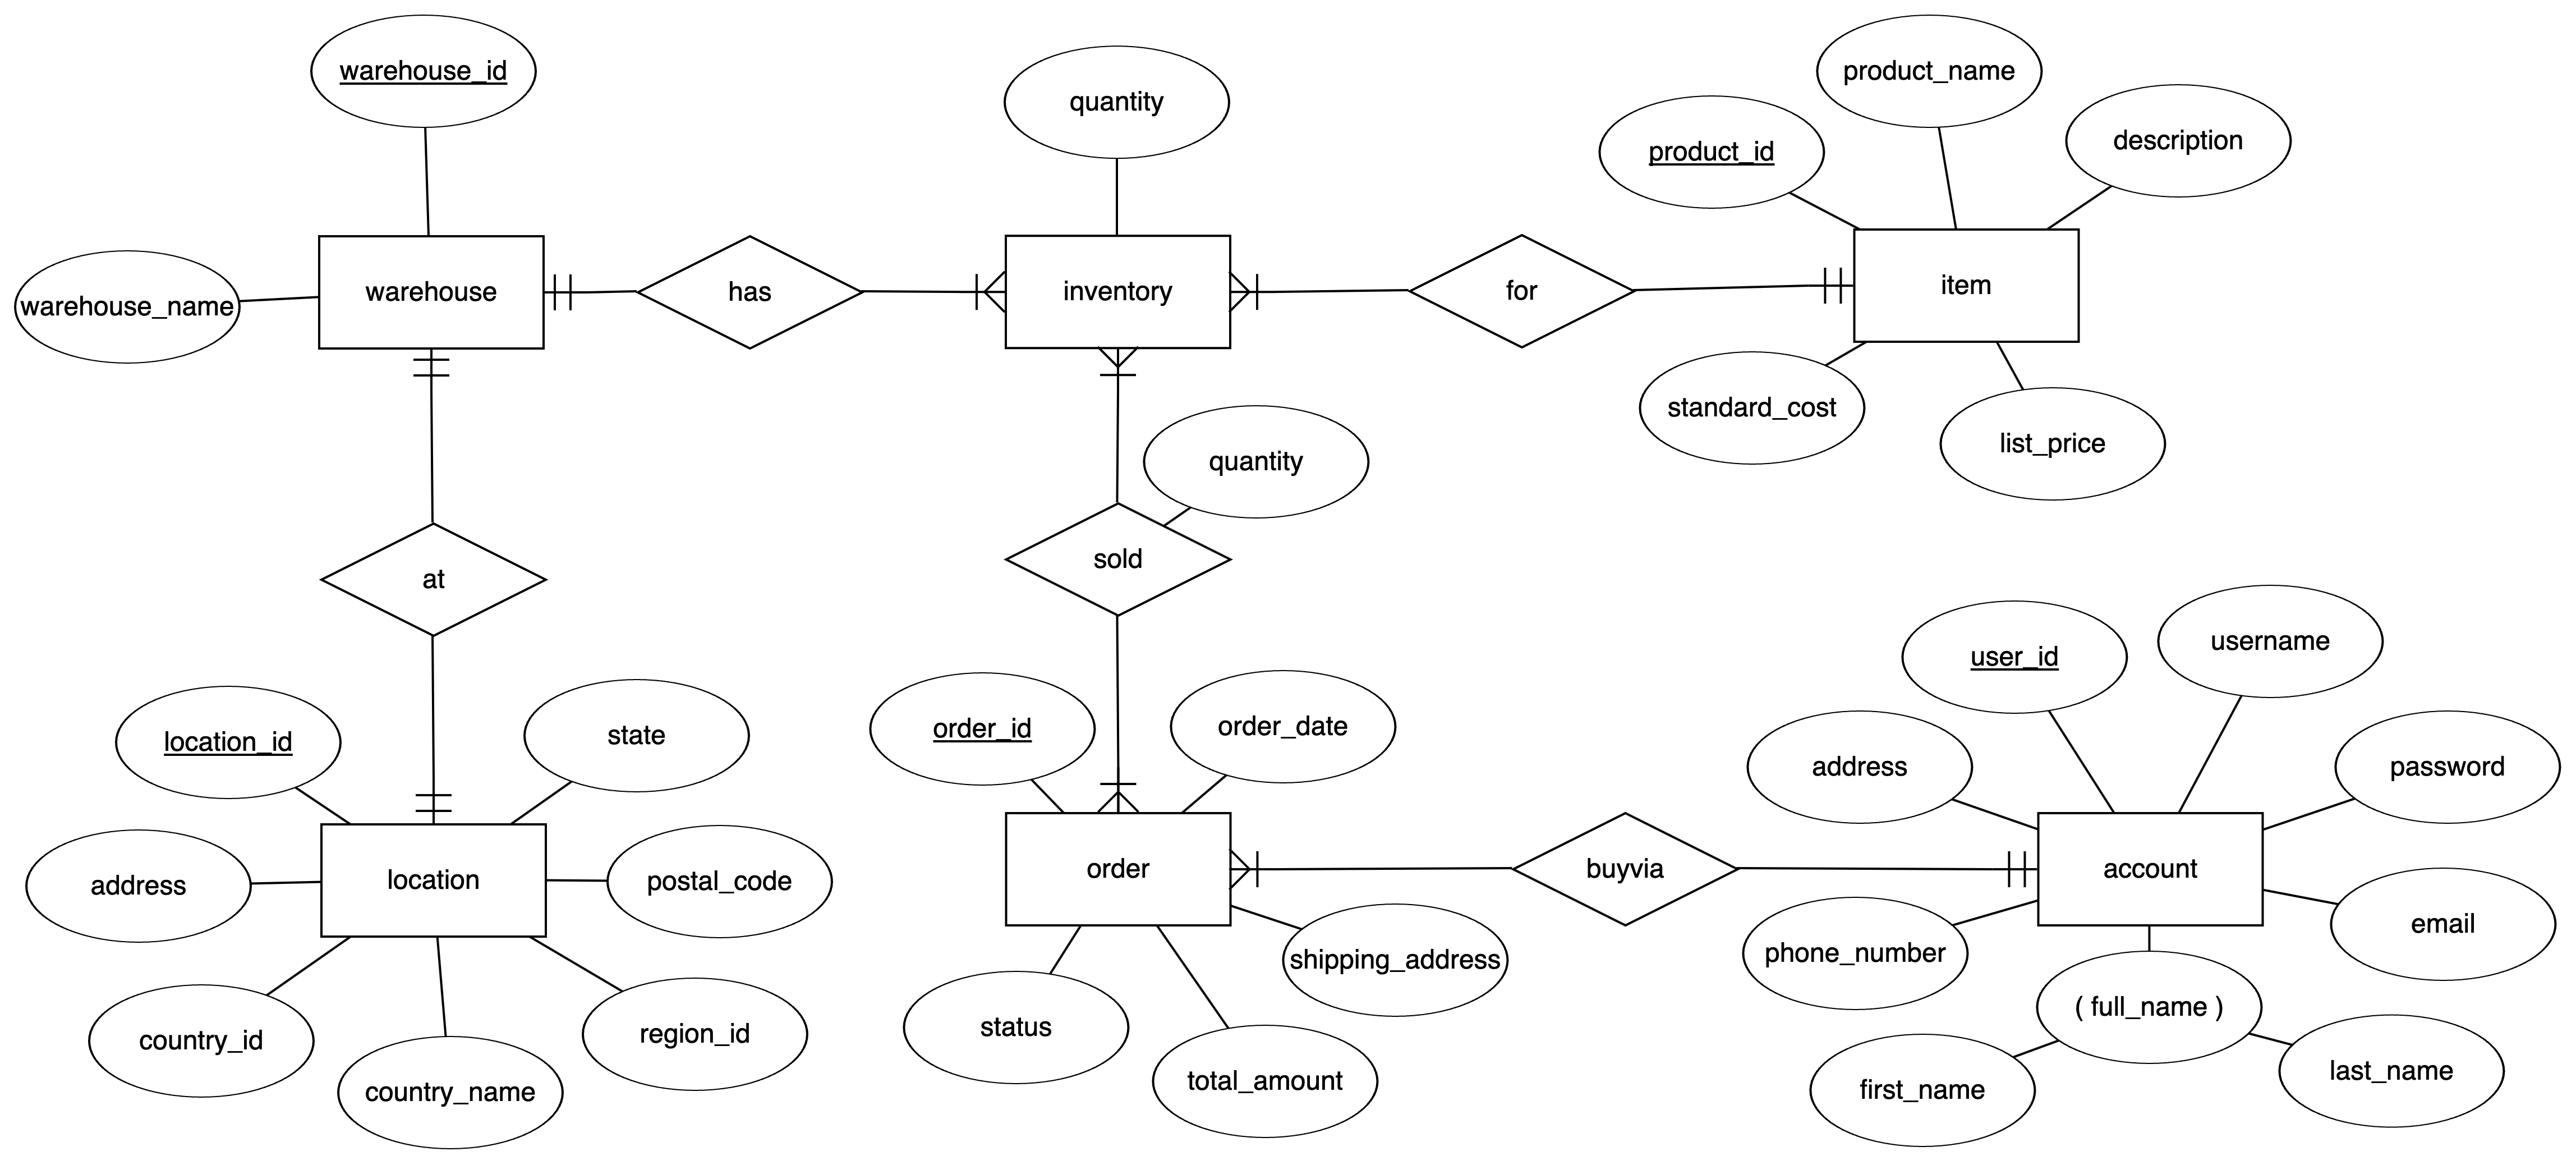 warehouse_id
quantity
product_name
description
product_id
warehouse
has
inventory
for
item
warehouse_name
standard_cost
list_price
quantity
sold
at
user_id
username
location_id
state
order_id
order_date
address
password
address
location
postal_code
order
buyvia
account
email
phone_number
shipping_address
( full_name )
country_id
region_id
status
country_name
total_amount
first_name
last_name